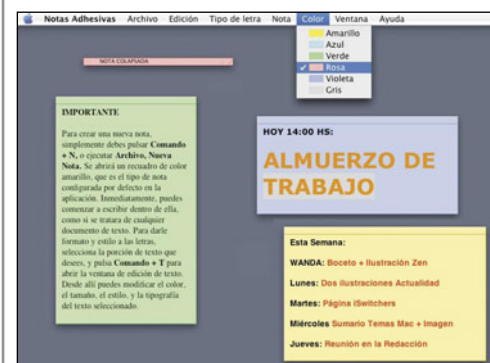 Notas Adhesivas Archivo Edición Tipo de letra Nota Color Ventana Ayuda
Amarillo
Azul
Verde
✓ Rosa
Violeta
Gris
NOTA COLAPSADA
IMPORTANTE
Para crear una nueva nota,
simplemente debes pulsar Comando
+ N, o ejecutar Archivo, Nueva
Nota. Se abrirá un recuadro de color
amarillo, que es el tipo de nota
configurada por defecto en la
aplicación. Inmediatamente, puedes
comenzar a escribir dentro de ella,
como si se tratara de cualquier
documento de texto. Para darle
formato y estilo a las letras,
selecciona la porción de texto que
desees, y pulsa Comando + T para
abrir la ventana de edición de texto.
Desde allí puedes modificar el color,
el tamaño, el estilo, y la tipografía
del texto seleccionado.
HOY 14:00 HS:
ALMUERZO DE
TRABAJO
Esta Semana:
WANDA: Boceto + Ilustración Zen
Lunes: Dos ilustraciones Actualidad
Martes: Página iSwitchers
Miércoles Sumario Temas Mac + Imagen
Jueves: Reunión en la Redacción